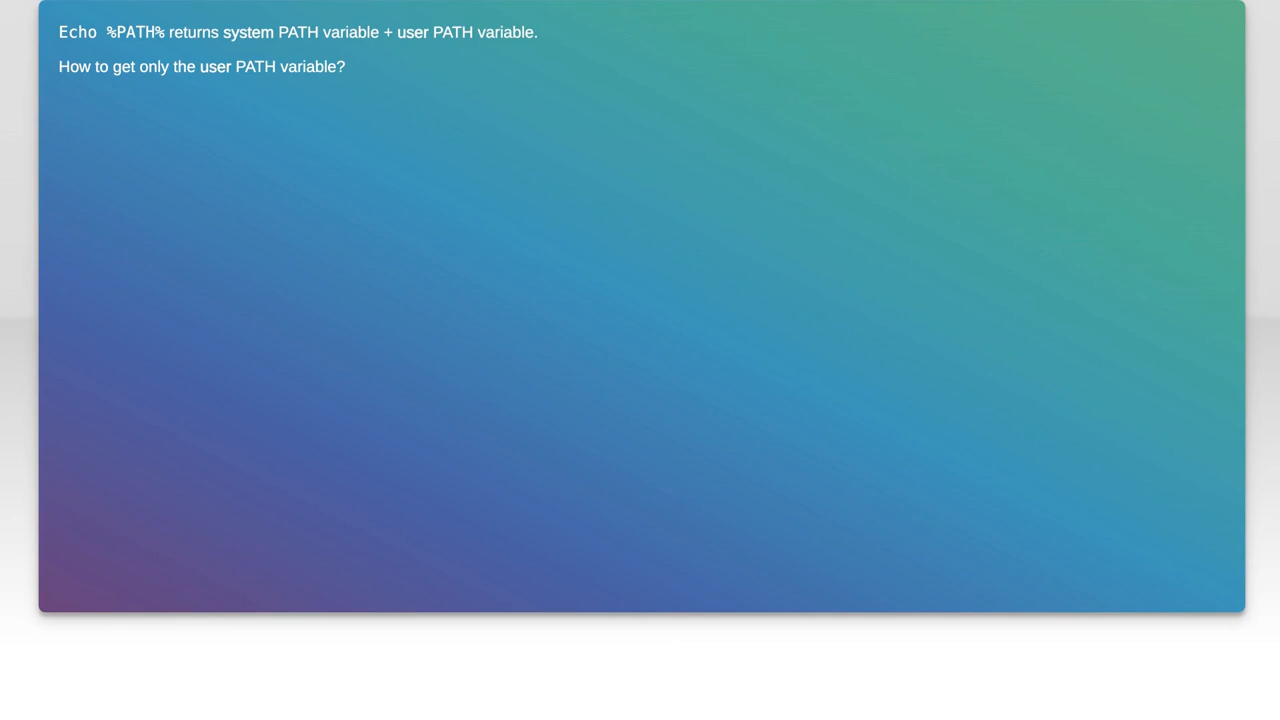 Echo %PATH% returns system PATH variable + user PATH variable.
How to get only the user PATH variable?